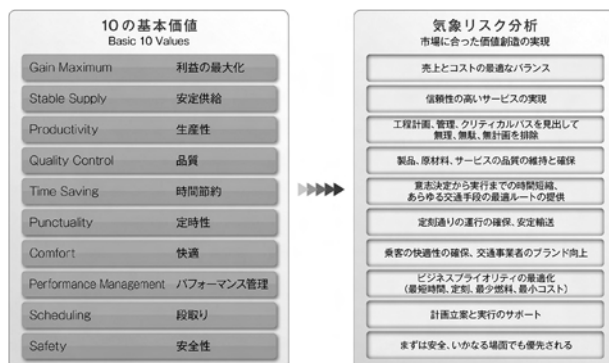 10の基本価値
Basic 10 Values
Gain Maximum 利益の最大化
Stable Supply 安定供給
Productivity 生産性
Quality Control 品質
Time Saving 時間節約
Punctuality 定時性
Comfort 快適
Performance Management パフォーマンス管理
Scheduling 段取り
Safety 安全性
気象リスク分析
市場に合った価値創造の実現
売上とコストの最適なバランス
信頼性の高いサービスの実現
工程計画、管理、クリティカルパスを見出して
無理、無駄、無計画を排除
製品、原材料、サービスの品質の維持と確保
意志決定から実行までの時間短縮、
あらゆる交通手段の最適ルートの提供
定刻通りの運行の確保、安定輸送
乗客の快適性の確保、交通事業者のブランド向上
ビジネスプライオリティの最適化
(最短時間、定刻、最少燃料、最小コスト)
計画立案と実行のサポート
まずは安全、いかなる場面でも優先される